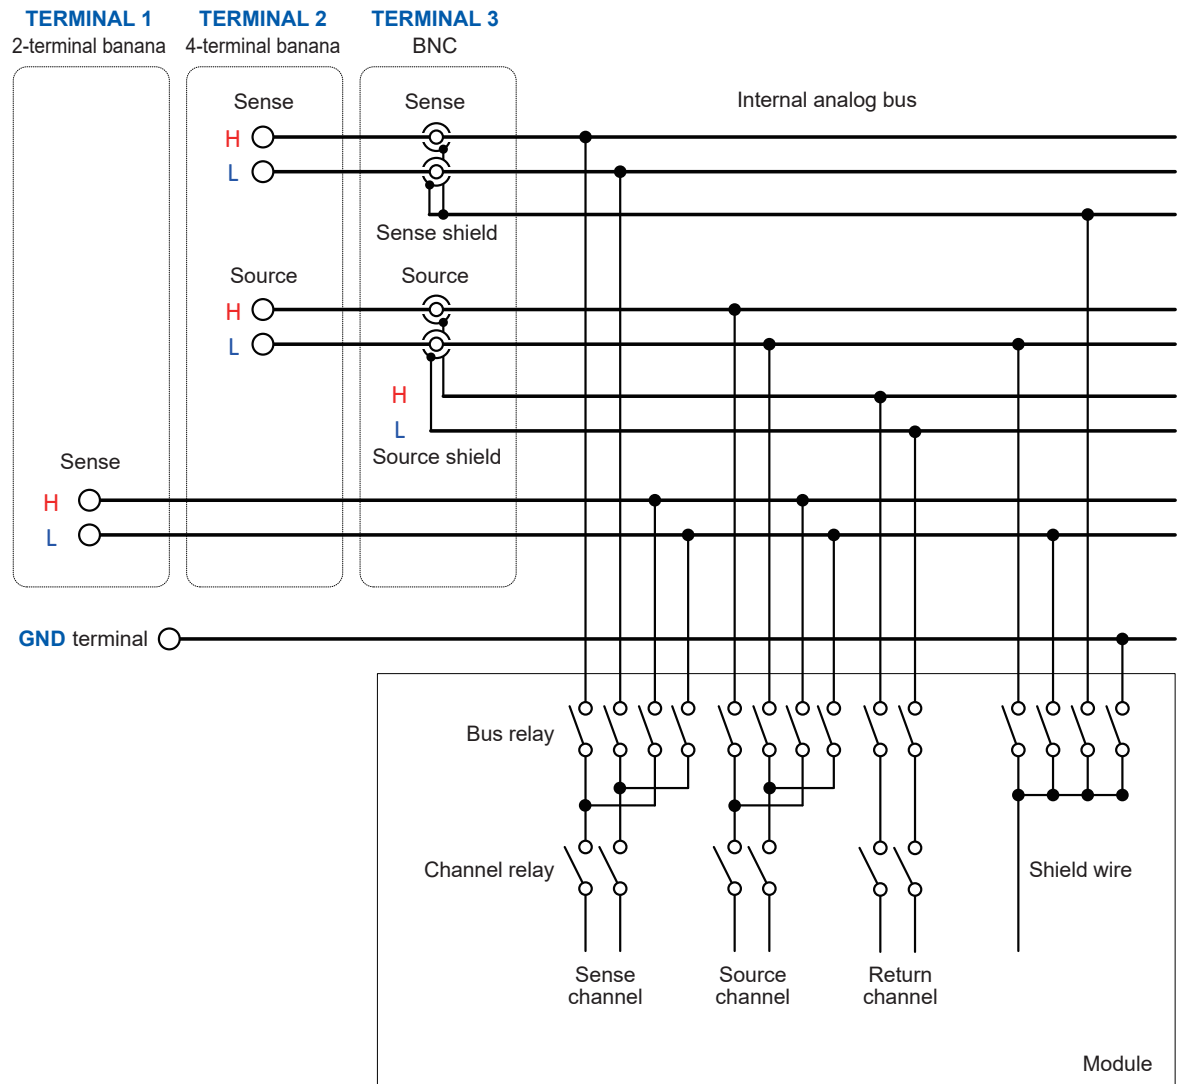 TERMINAL 1 TERMINAL 2 TERMINAL 3
2-terminal banana 4-terminal banana BNC
Sense Sense Internal analog bus
H
L
Sense shield
Source Source
H
L
H
L
Source shield
Sense
H
L
GND terminal
Bus relay
Channel relay Shield wire
Sense channel
Source channel
Return channel
Module